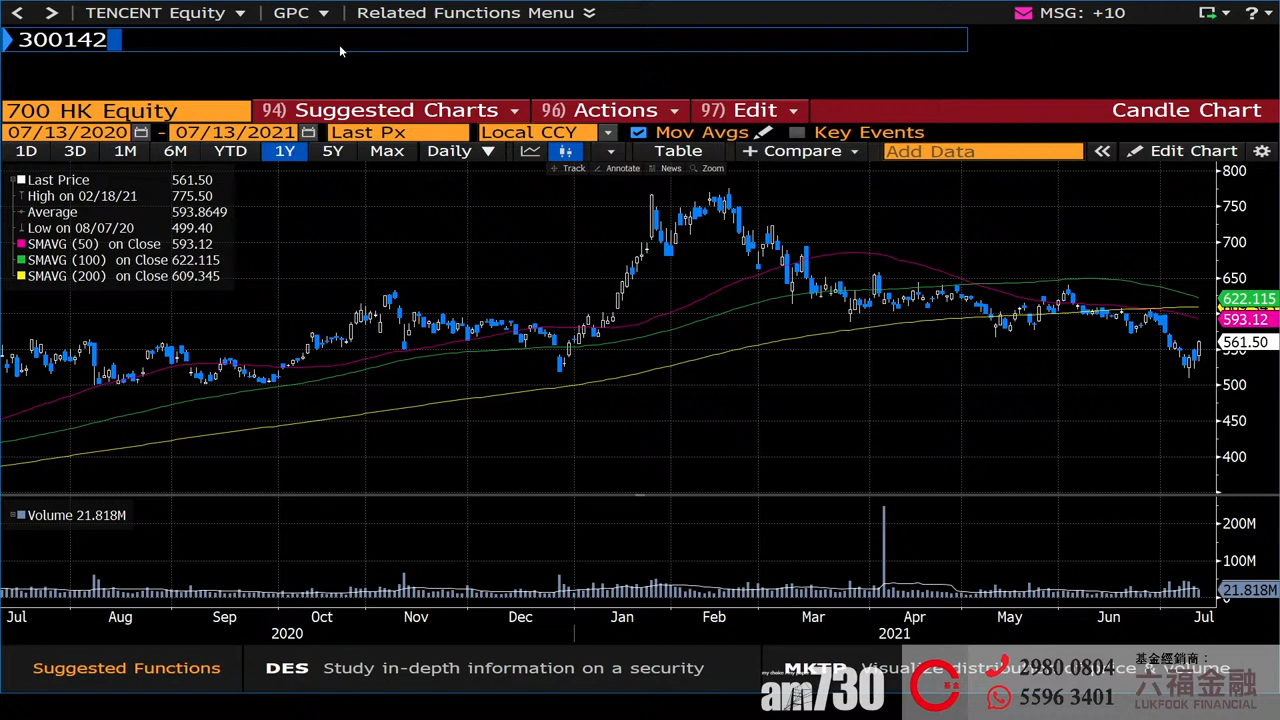 TENCENT Equity GPC Related Functions Menu MSG: +10 ?
300142
700 HK Equity 94) Suggested Charts 96) Actions 97) Edit Candle Chart
07/13/2020 - 07/13/2021 Last Px Local CCY Mov Avgs Key Events
1D 3D 1M 6M YTD 1Y 5Y Max Daily Table + Compare Add Data Edit Chart
Track Annotate News Zoom
Last Price 561.50
High on 02/18/21 775.50
Average 593.8649
Low on 08/07/20 499.40
SMAVG (50) on Close 593.12
SMAVG (100) on Close 622.115
SMAVG (200) on Close 609.345
800
750
700
650
622.115
593.12
561.50
550
500
450
400
Volume 21.818M
200M
100M
21.818M
0
Jul Aug Sep Oct Nov Dec Jan Feb Mar Apr May Jun Jul
2020 2021
Suggested Functions DES Study in-depth information on a security MKTP
am730
2980 0804
5596 3401
基金
基金經銷商：
六福金融
LUKFOOK FINANCIAL